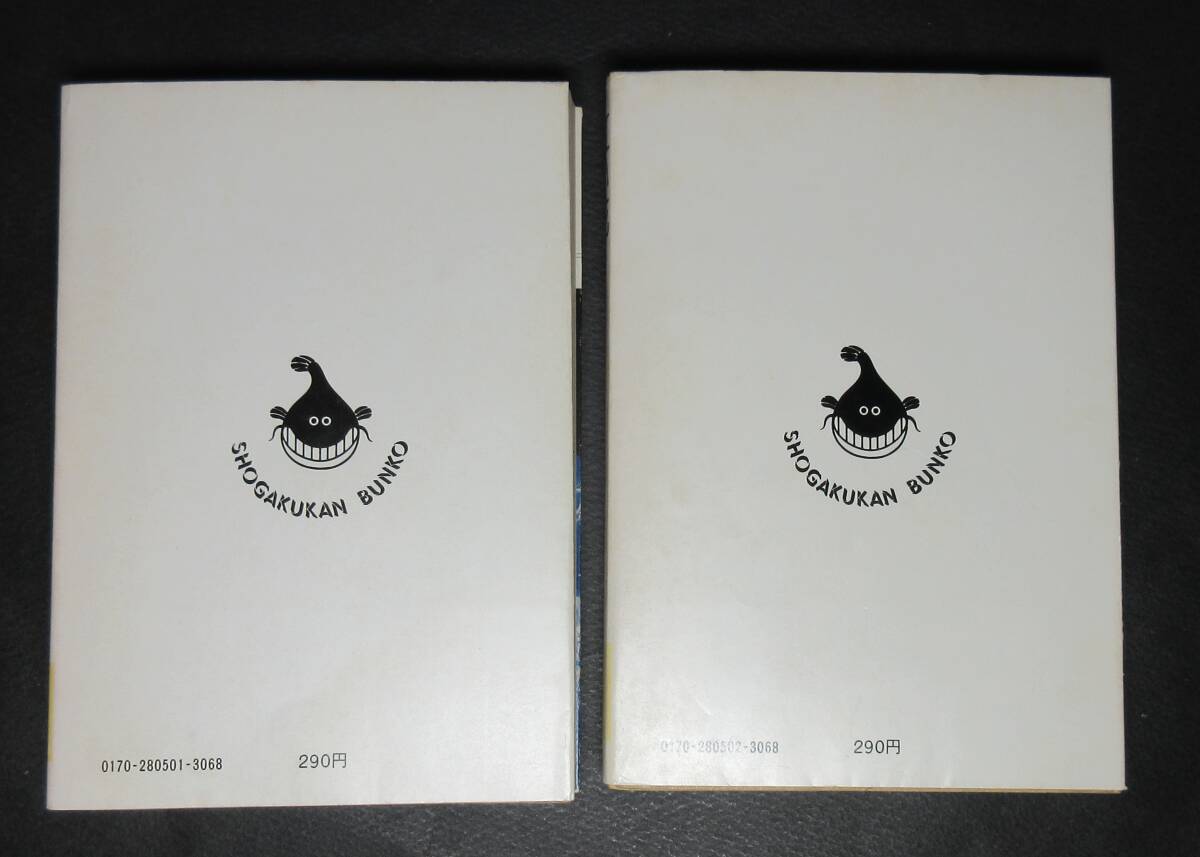 SHOGAKUKAN BUNKO
0170-280501-3068 290円
SHOGAKUKAN BUNKO
0170-280502-3068 290円